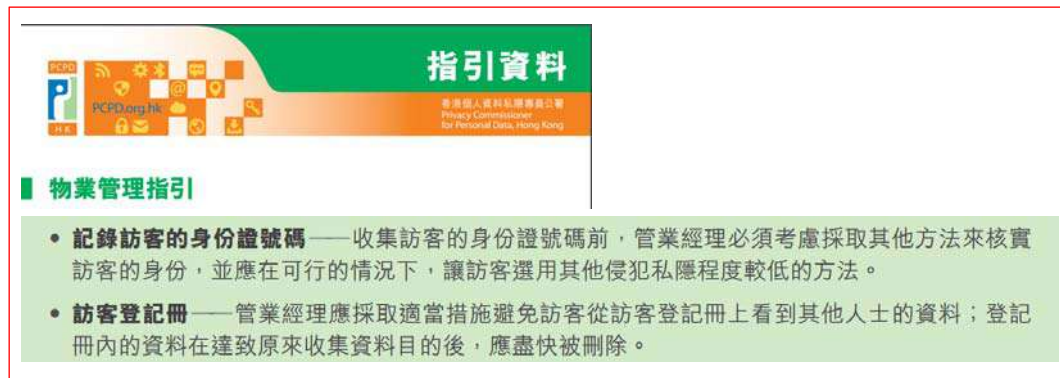 PCPD
PCPD.org.hk
H K
指引資料
香港個人資料私隱專員公署
Privacy Commissioner
for Personal Data, Hong Kong
物業管理指引
• 記錄訪客的身份證號碼——收集訪客的身份證號碼前,管業經理必須考慮採取其他方法來核實
訪客的身份,並應在可行的情況下,讓訪客選用其他侵犯私隱程度較低的方法。
• 訪客登記冊——管業經理應採取適當措施避免訪客從訪客登記冊上看到其他人士的資料;登記
冊內的資料在達致原來收集資料目的後,應盡快被刪除。